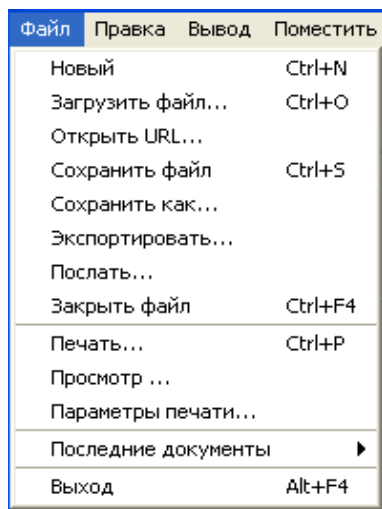 Файл Правка Вывод Поместить
Новый Ctrl+N
Загрузить файл... Ctrl+O
Открыть URL...
Сохранить файл Ctrl+S
Сохранить как...
Экспортировать...
Послать...
Закрыть файл Ctrl+F4
Печать... Ctrl+P
Просмотр ...
Параметры печати...
Последние документы
Выход Alt+F4